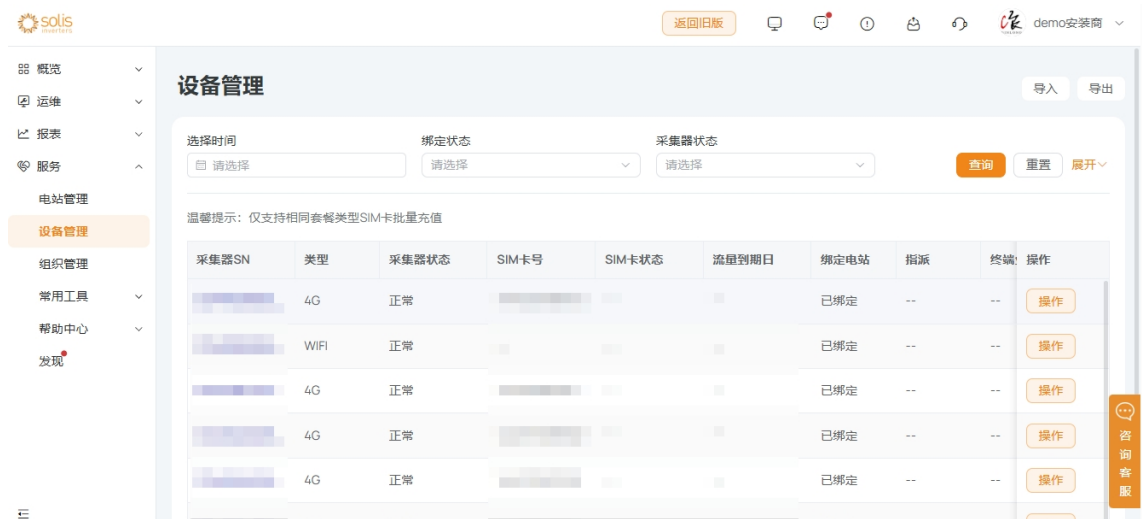 solis
inverters
返回旧版
demo安装商
概览
运维
报表
服务
电站管理
设备管理
组织管理
常用工具
帮助中心
发现
设备管理
导入 导出
选择时间 绑定状态 采集器状态
请选择 请选择 请选择 查询 重置 展开
温馨提示：仅支持相同套餐类型SIM卡批量充值
采集器SN 类型 采集器状态 SIM卡号 SIM卡状态 流量到期日 绑定电站 指派 终端 操作
4G 正常 已绑定 -- -- 操作
WIFI 正常 已绑定 -- -- 操作
4G 正常 已绑定 -- -- 操作
4G 正常 已绑定 -- -- 操作
4G 正常 已绑定 -- -- 操作
咨询客服